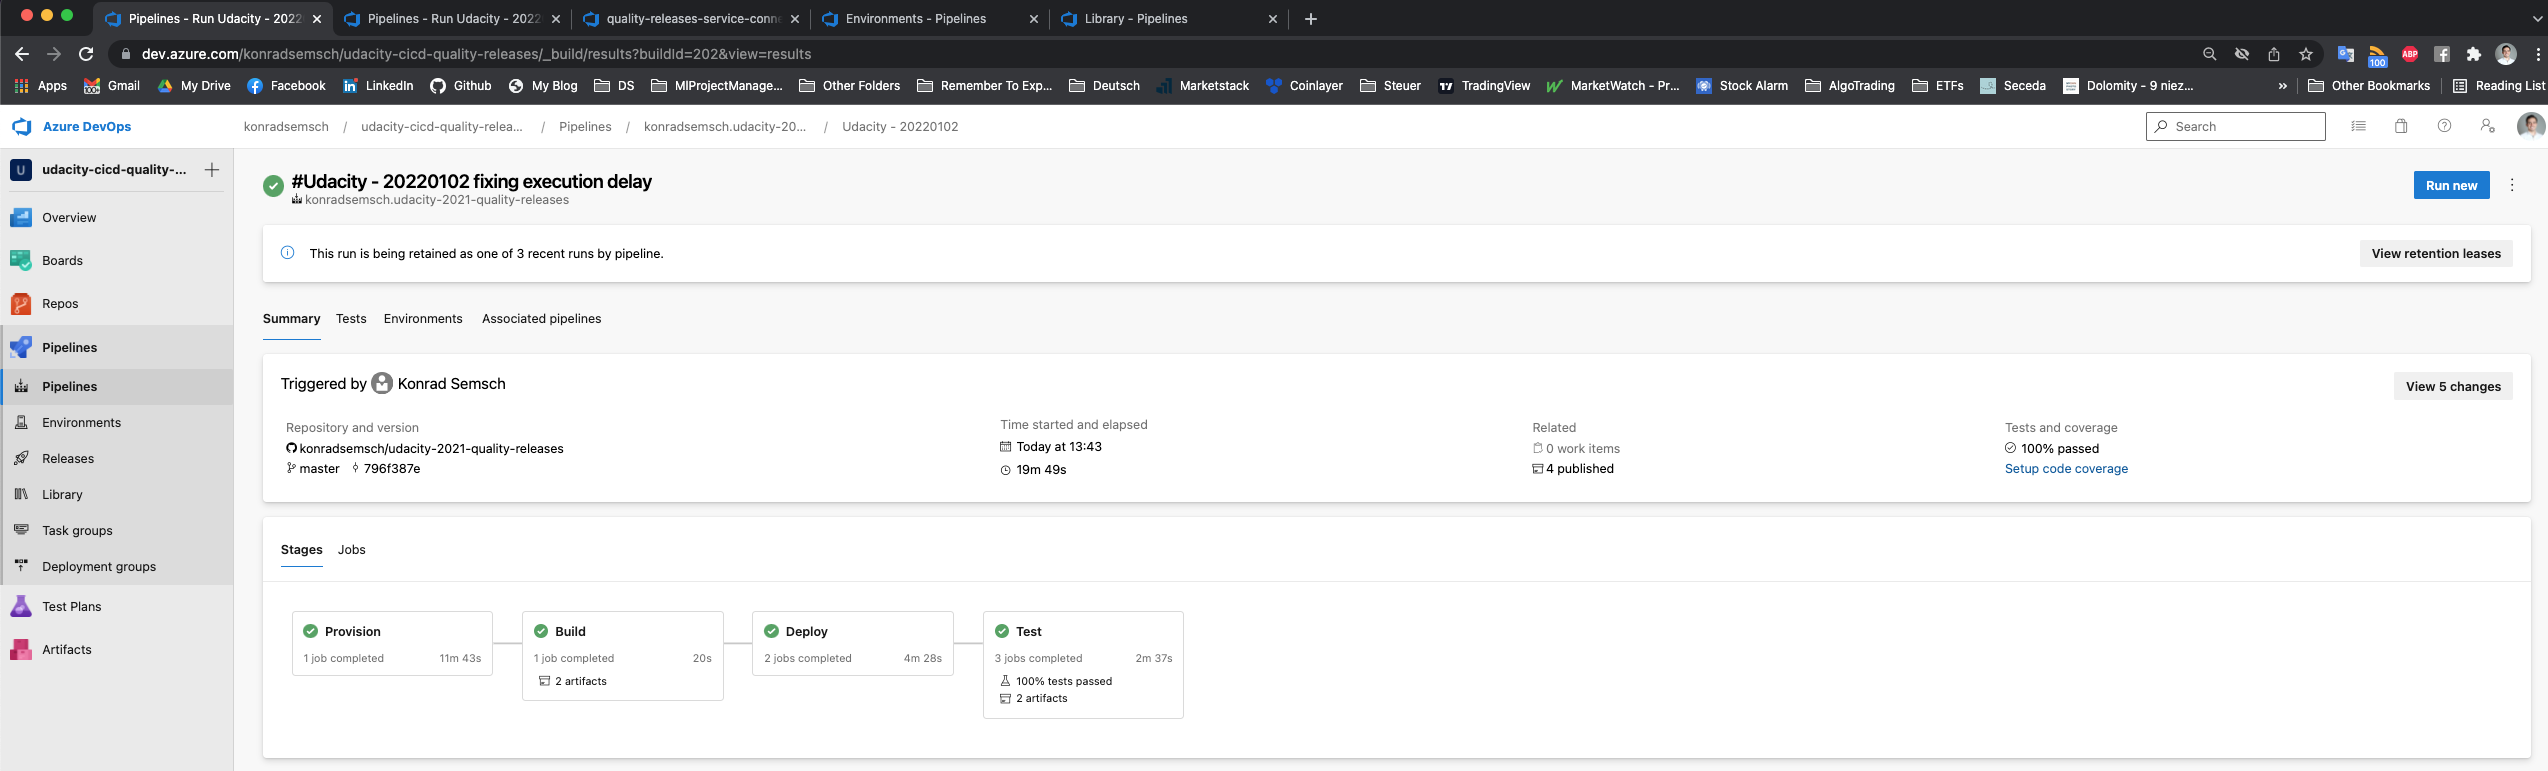 Pipelines - Run Udacity - 2022
Pipelines - Run Udacity - 2022
quality-releases-service-conne
Environments - Pipelines
Library - Pipelines
dev.azure.com/konradsemsch/udacity-cicd-quality-releases/_build/results?buildId=202&view=results
100
ABP
Apps
Gmail
My Drive
Facebook
LinkedIn
Github
My Blog
DS
MIProjectManage...
Other Folders
Remember To Exp...
Deutsch
Marketstack
Coinlayer
Steuer
TradingView
MarketWatch - Pr...
Stock Alarm
AlgoTrading
ETFs
Seceda
Dolomity - 9 niez...
»
Other Bookmarks
Reading List
Azure DevOps
konradsemsch / udacity-cicd-quality-relea... / Pipelines / konradsemsch.udacity-20... / Udacity - 20220102
Search
U
udacity-cicd-quality-...
Overview
Boards
Repos
Pipelines
Pipelines
Environments
Releases
Library
Task groups
Deployment groups
Test Plans
Artifacts
#Udacity - 20220102 fixing execution delay
konradsemsch.udacity-2021-quality-releases
Run new
This run is being retained as one of 3 recent runs by pipeline.
View retention leases
Summary
Tests
Environments
Associated pipelines
Triggered by Konrad Semsch
View 5 changes
Repository and version
konradsemsch/udacity-2021-quality-releases
master 796f387e
Time started and elapsed
Today at 13:43
19m 49s
Related
0 work items
4 published
Tests and coverage
100% passed
Setup code coverage
Stages
Jobs
Provision
1 job completed 11m 43s
Build
1 job completed 20s
2 artifacts
Deploy
2 jobs completed 4m 28s
Test
3 jobs completed 2m 37s
100% tests passed
2 artifacts